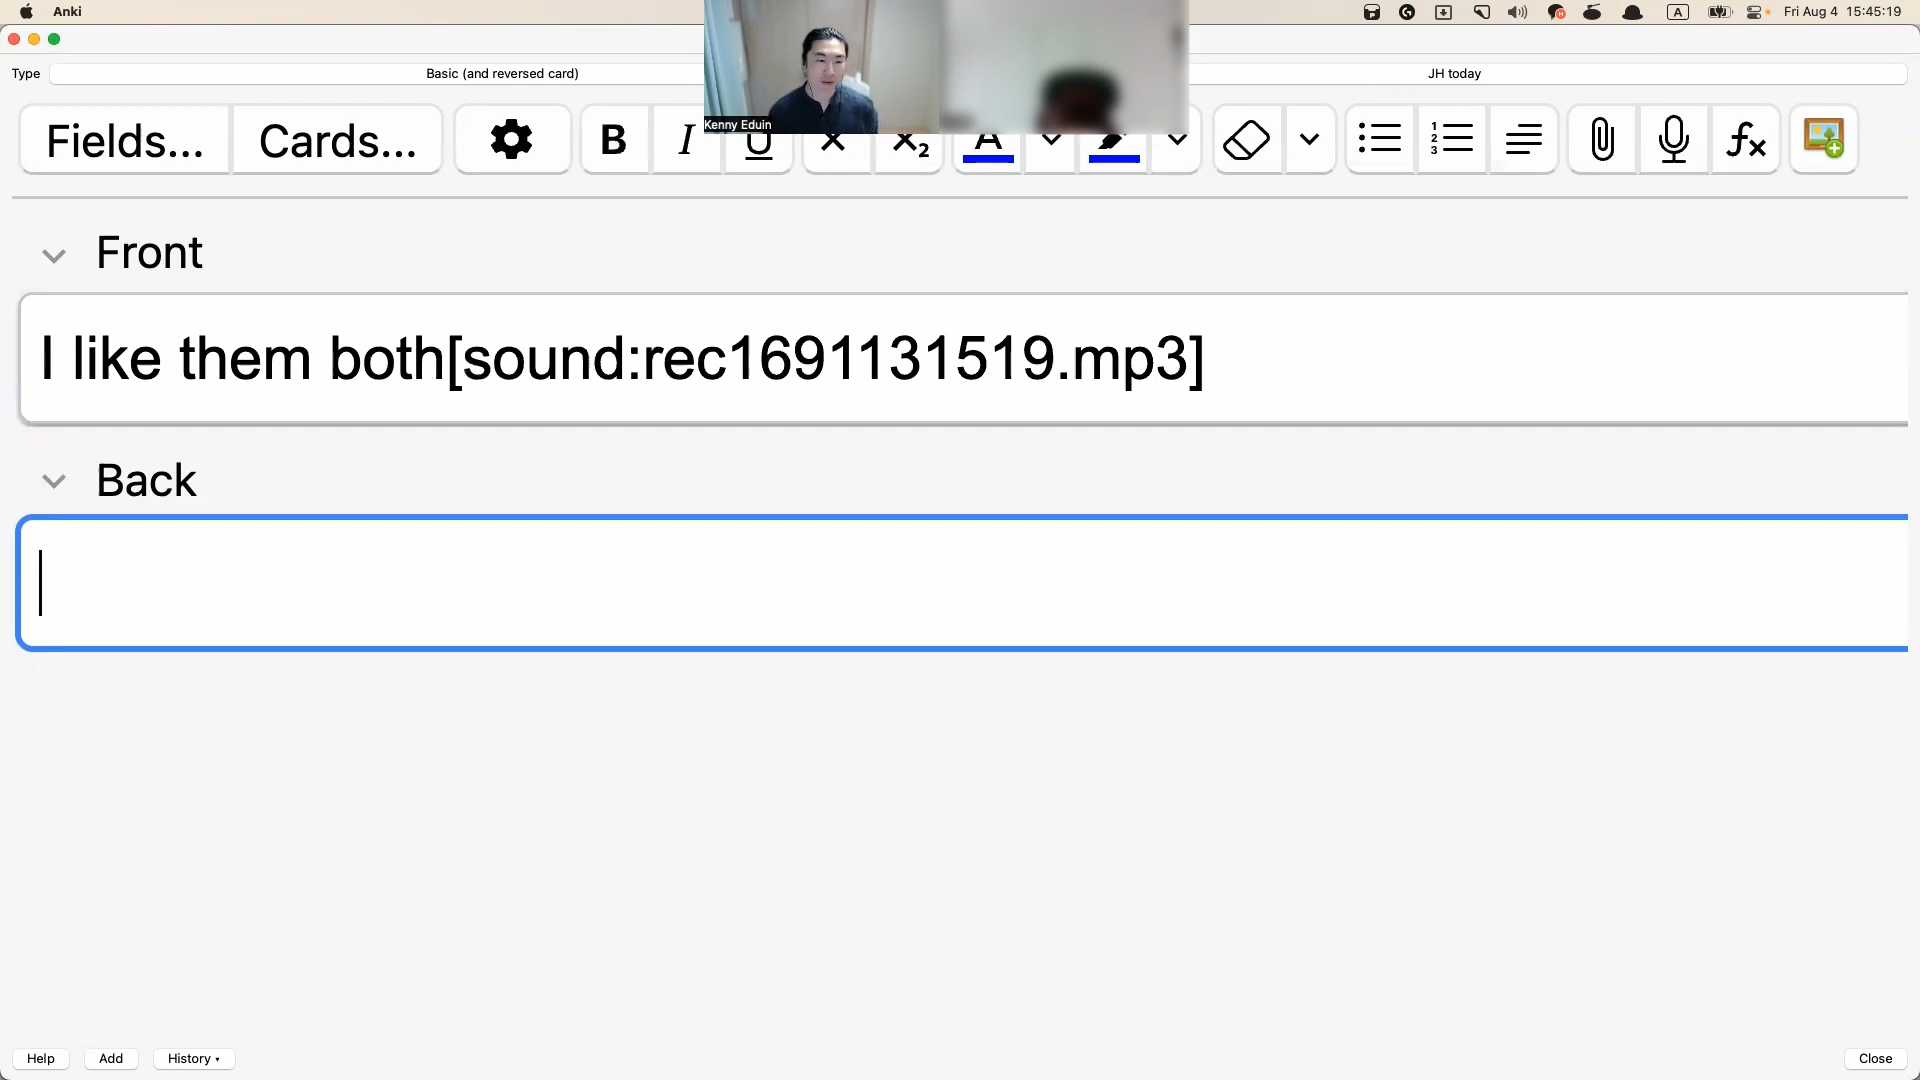 Anki
Fri Aug 4 15:45:19
Type
Basic (and reversed card)
JH today
Kenny Eduin
Fields...
Cards...
Front
I like them both[sound:rec1691131519.mp3]
Back
Help
Add
History
Close